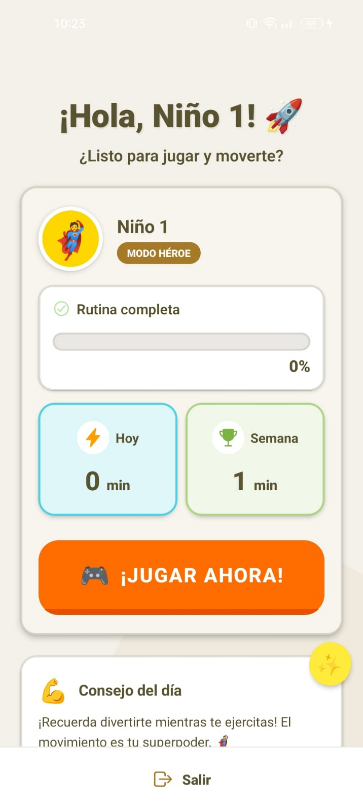 10:23
¡Hola, Niño 1! 🚀
¿Listo para jugar y moverte?
Niño 1
MODO HÉROE
Rutina completa
0%
Hoy
0 min
Semana
1 min
¡JUGAR AHORA!
Consejo del día
¡Recuerda divertirte mientras te ejercitas! El
movimiento es tu superpoder.
Salir